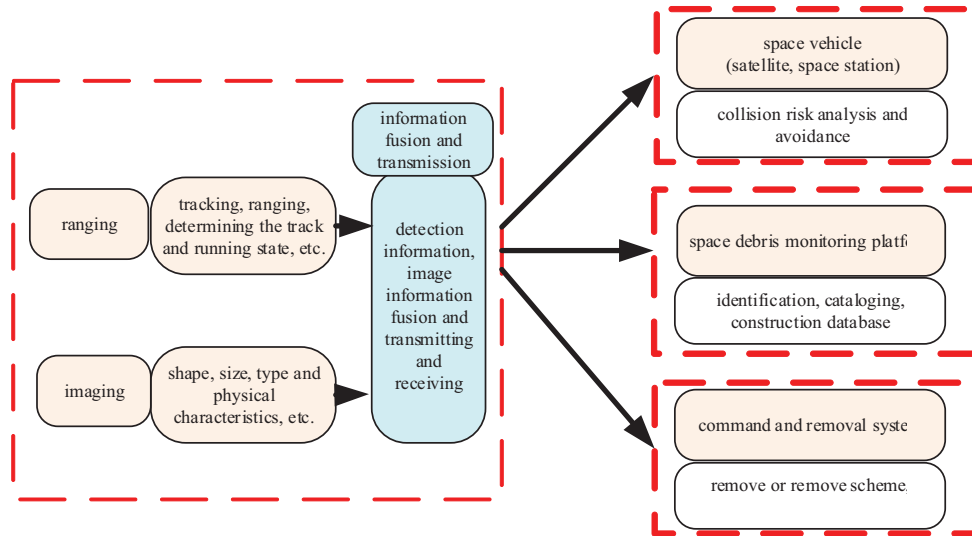 ranging
tracking, ranging,
determining the track
and running state, etc.
imaging
shape, size, type and
physical
characteristics, etc.
information
fusion and
transmission
detection
information,
image
information
fusion and
transmitting
and
receiving
space vehicle
(satellite, space station)
collision risk analysis and
avoidance
space debris monitoring platf
identification, cataloging,
construction database
command and removal syste
remove or remove scheme